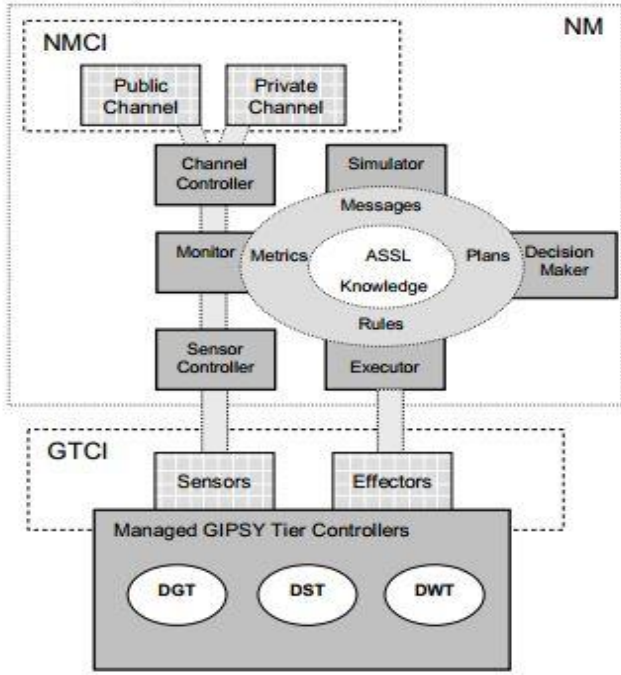 NM
NMCI
Public
Channel
Private
Channel
Channel
Controller
Simulator
Messages
Monitor
Metrics
ASSL
Knowledge
Plans
Decision
Maker
Rules
Sensor
Controller
Executor
GTCI
Sensors
Effectors
Managed GIPSY Tier Controllers
DGT
DST
DWT